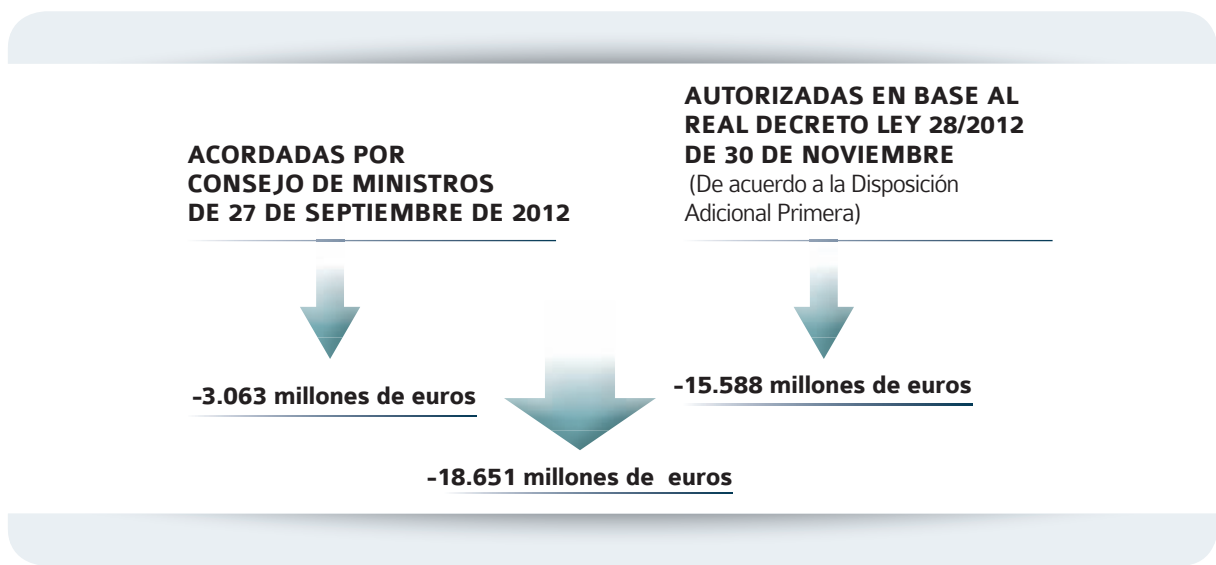 ACORDADAS POR
CONSEJO DE MINISTROS
DE 27 DE SEPTIEMBRE DE 2012
AUTORIZADAS EN BASE AL
REAL DECRETO LEY 28/2012
DE 30 DE NOVIEMBRE
(De acuerdo a la Disposición
Adicional Primera)
-3.063 millones de euros
-15.588 millones de euros
-18.651 millones de euros